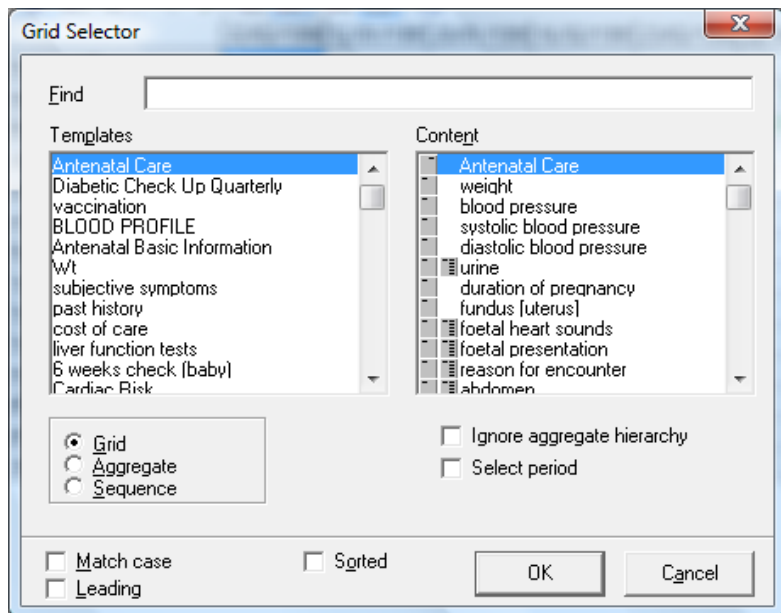 Grid Selector
Find
Templates
Content
Antenatal Care
Diabetic Check Up Quarterly
vaccination
BLOOD PROFILE
Antenatal Basic Information
Wt
subjective symptoms
past history
cost of care
liver function tests
6 weeks check (baby)
Cardiac Risk
Antenatal Care
weight
blood pressure
systolic blood pressure
diastolic blood pressure
urine
duration of pregnancy
fundus [uterus]
foetal heart sounds
foetal presentation
reason for encounter
abdomen
Grid
Aggregate
Sequence
Ignore aggregate hierarchy
Select period
Match case
Leading
Sorted
OK
Cancel